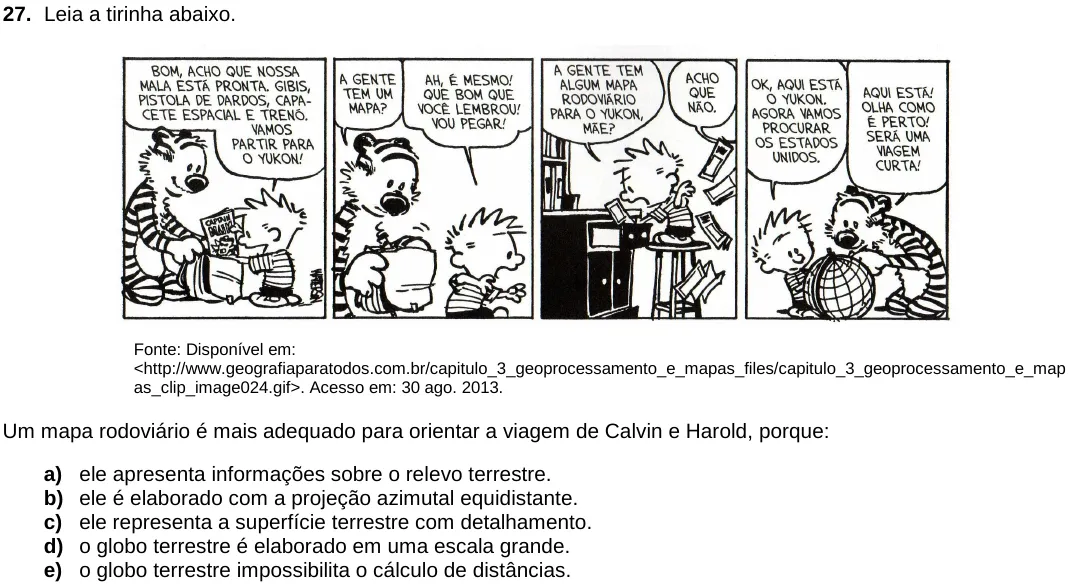 27. Leia a tirinha abaixo.
BOM, ACHO QUE NOSSA
MALA ESTÁ PRONTA. GIBIS,
PISTOLA DE DARDOS, CAPA-
CETE ESPACIAL E TRENÓ.
VAMOS
PARTIR PARA
O YUKON!
A GENTE
TEM UM
MAPA?
AH, É MESMO!
QUE BOM QUE
VOCÊ LEMBROU!
VOU PEGAR!
A GENTE TEM
ALGUM MAPA
RODOVIÁRIO
PARA O YUKON,
MÃE?
ACHO
QUE
NÃO.
OK, AQUI ESTÁ
O YUKON.
AGORA VAMOS
PROCURAR
OS ESTADOS
UNIDOS.
AQUI ESTÁ!
OLHA COMO
É PERTO!
SERÁ UMA
VIAGEM
CURTA!
Fonte: Disponível em:
<http://www.geografiaparatodos.com.br/capitulo_3_geoprocessamento_e_mapas_files/capitulo_3_geoprocessamento_e_map
as_clip_image024.gif>. Acesso em: 30 ago. 2013.
Um mapa rodoviário é mais adequado para orientar a viagem de Calvin e Harold, porque:
a) ele apresenta informações sobre o relevo terrestre.
b) ele é elaborado com a projeção azimutal equidistante.
c) ele representa a superfície terrestre com detalhamento.
d) o globo terrestre é elaborado em uma escala grande.
e) o globo terrestre impossibilita o cálculo de distâncias.